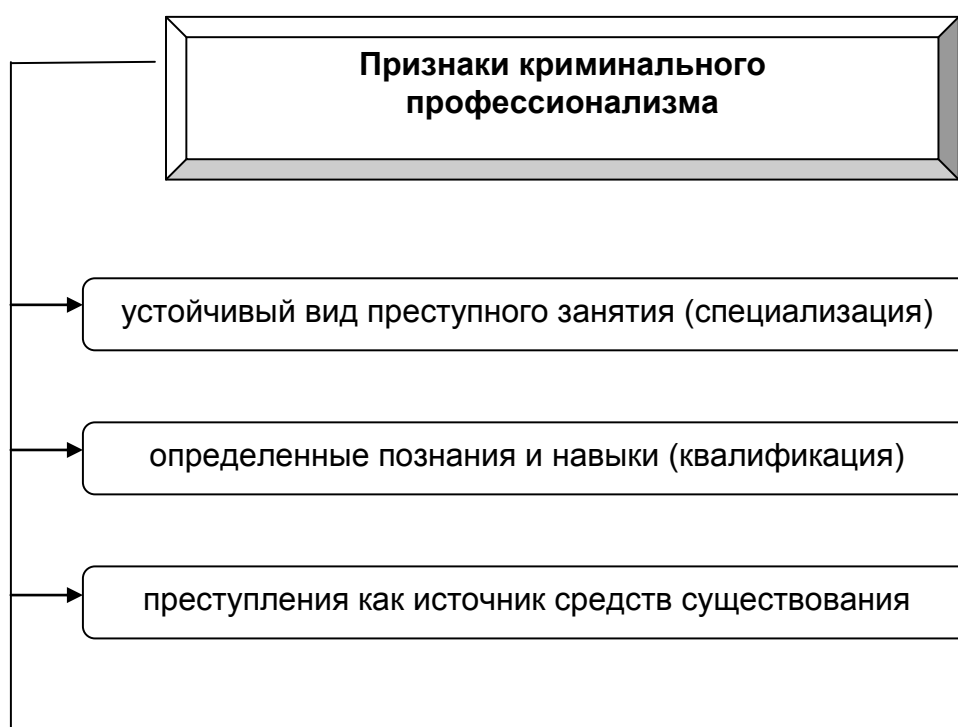 Признаки криминального
профессионализма
устойчивый вид преступного занятия (специализация)
определенные познания и навыки (квалификация)
преступления как источник средств существования